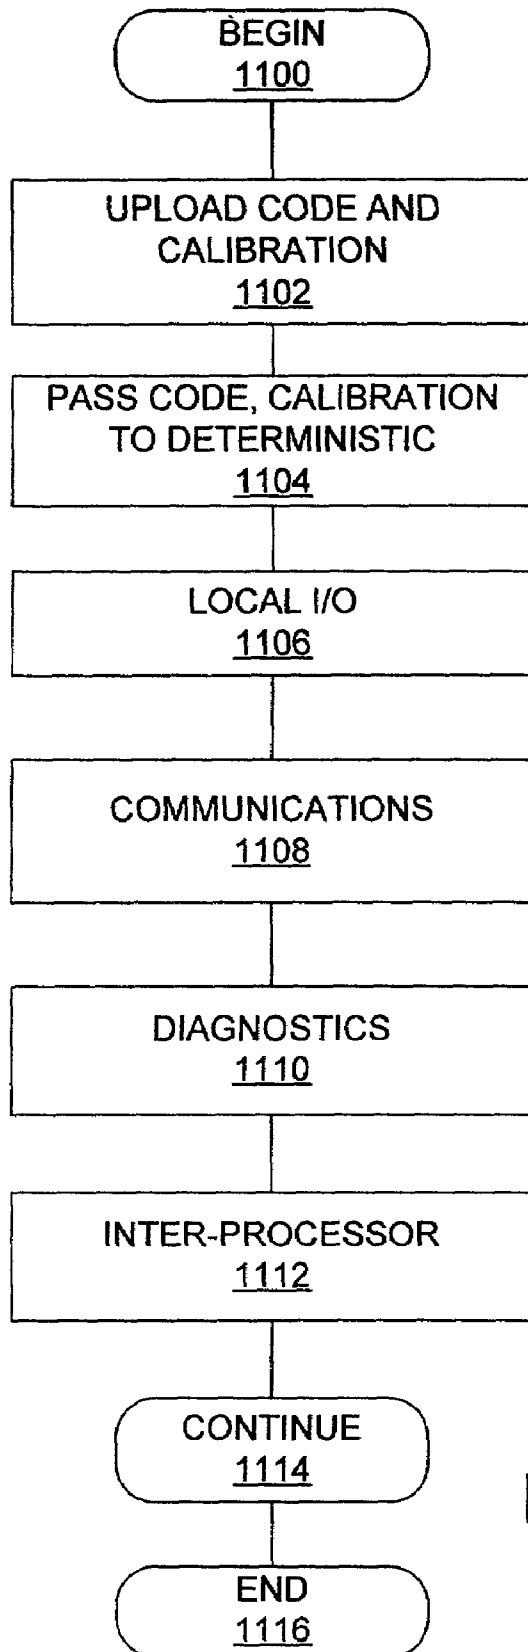 BEGIN
1100
UPLOAD CODE AND
CALIBRATION
1102
PASS CODE, CALIBRATION
TO DETERMINISTIC
1104
LOCAL I/O
1106
COMMUNICATIONS
1108
DIAGNOSTICS
1110
INTER-PROCESSOR
1112
CONTINUE
1114
END
1116